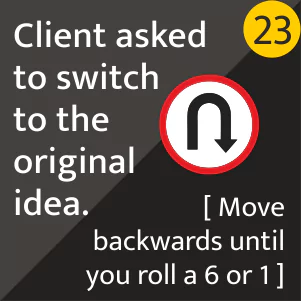 Client asked
23
to switch
to the
original
idea.
[ Move
backwards until
you roll a 6 or 1 ]